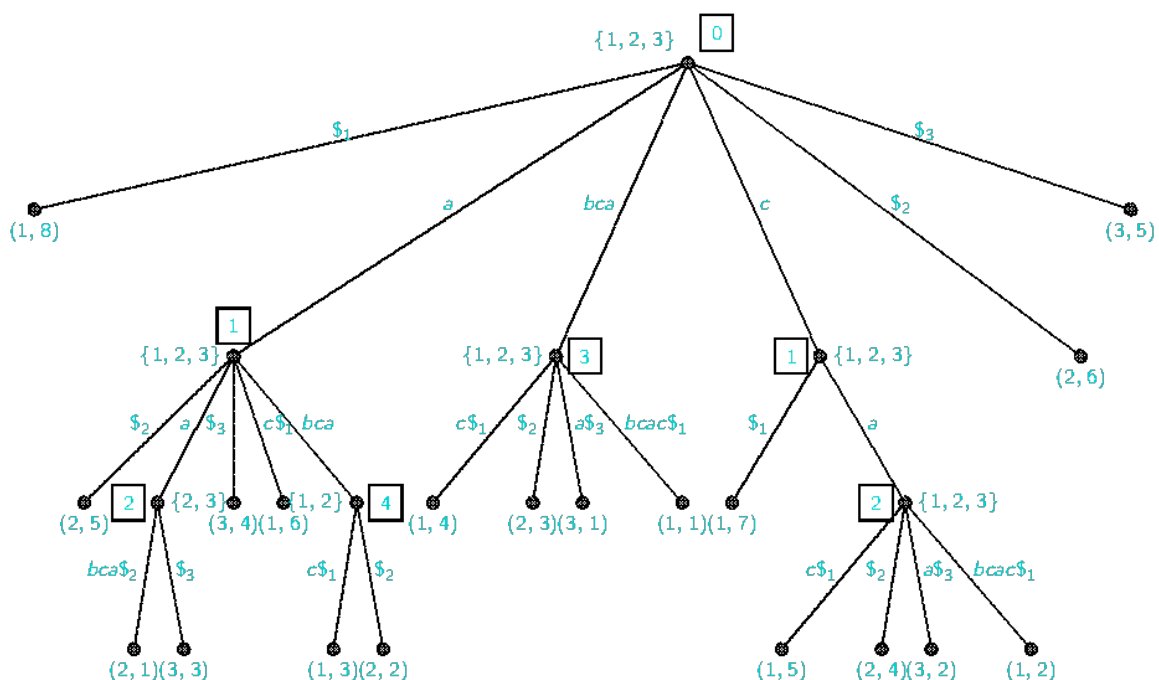 0
{1, 2, 3}
$₁
$₃
a
bca
c
$₂
(1, 8)
(3, 5)
1
{1, 2, 3}
{1, 2, 3}
3
1
{1, 2, 3}
(2, 6)
$₂
a
$₃
c$₁
bca
c$₁
$₂
a$₃
bcac$₁
$₁
a
(2, 5)
2
{2, 3}
(3, 4)
(1, 6)
{1, 2}
4
(1, 4)
(2, 3)
(3, 1)
(1, 1)
(1, 7)
2
{1, 2, 3}
bca$₂
$₃
c$₁
$₂
c$₁
$₂
a$₃
bcac$₁
(2, 1)
(3, 3)
(1, 3)
(2, 2)
(1, 5)
(2, 4)
(3, 2)
(1, 2)